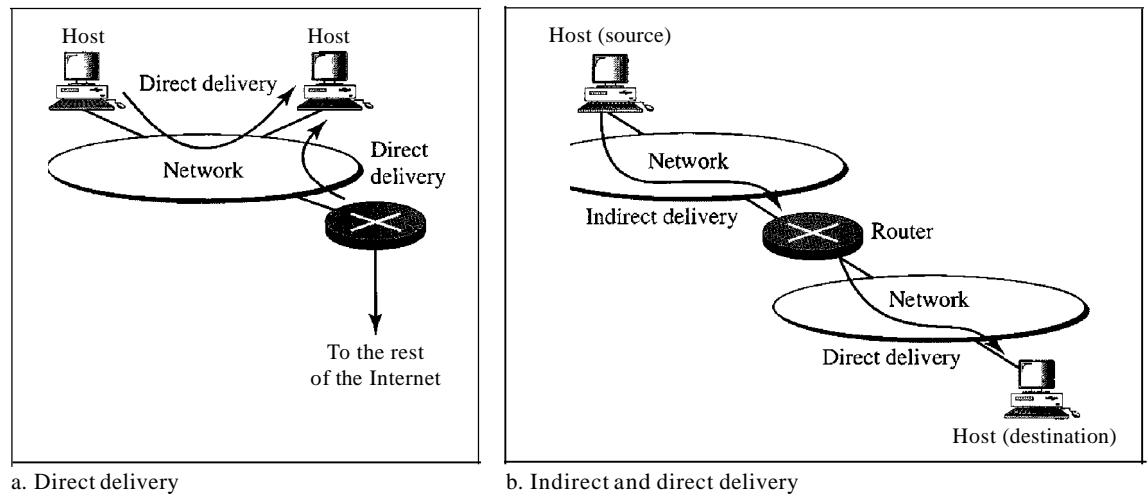 Host
Host
Direct delivery
Direct
delivery
Network
To the rest
of the Internet
a. Direct delivery
Host (source)
Network
Indirect delivery
Router
Network
Direct delivery
Host (destination)
b. Indirect and direct delivery